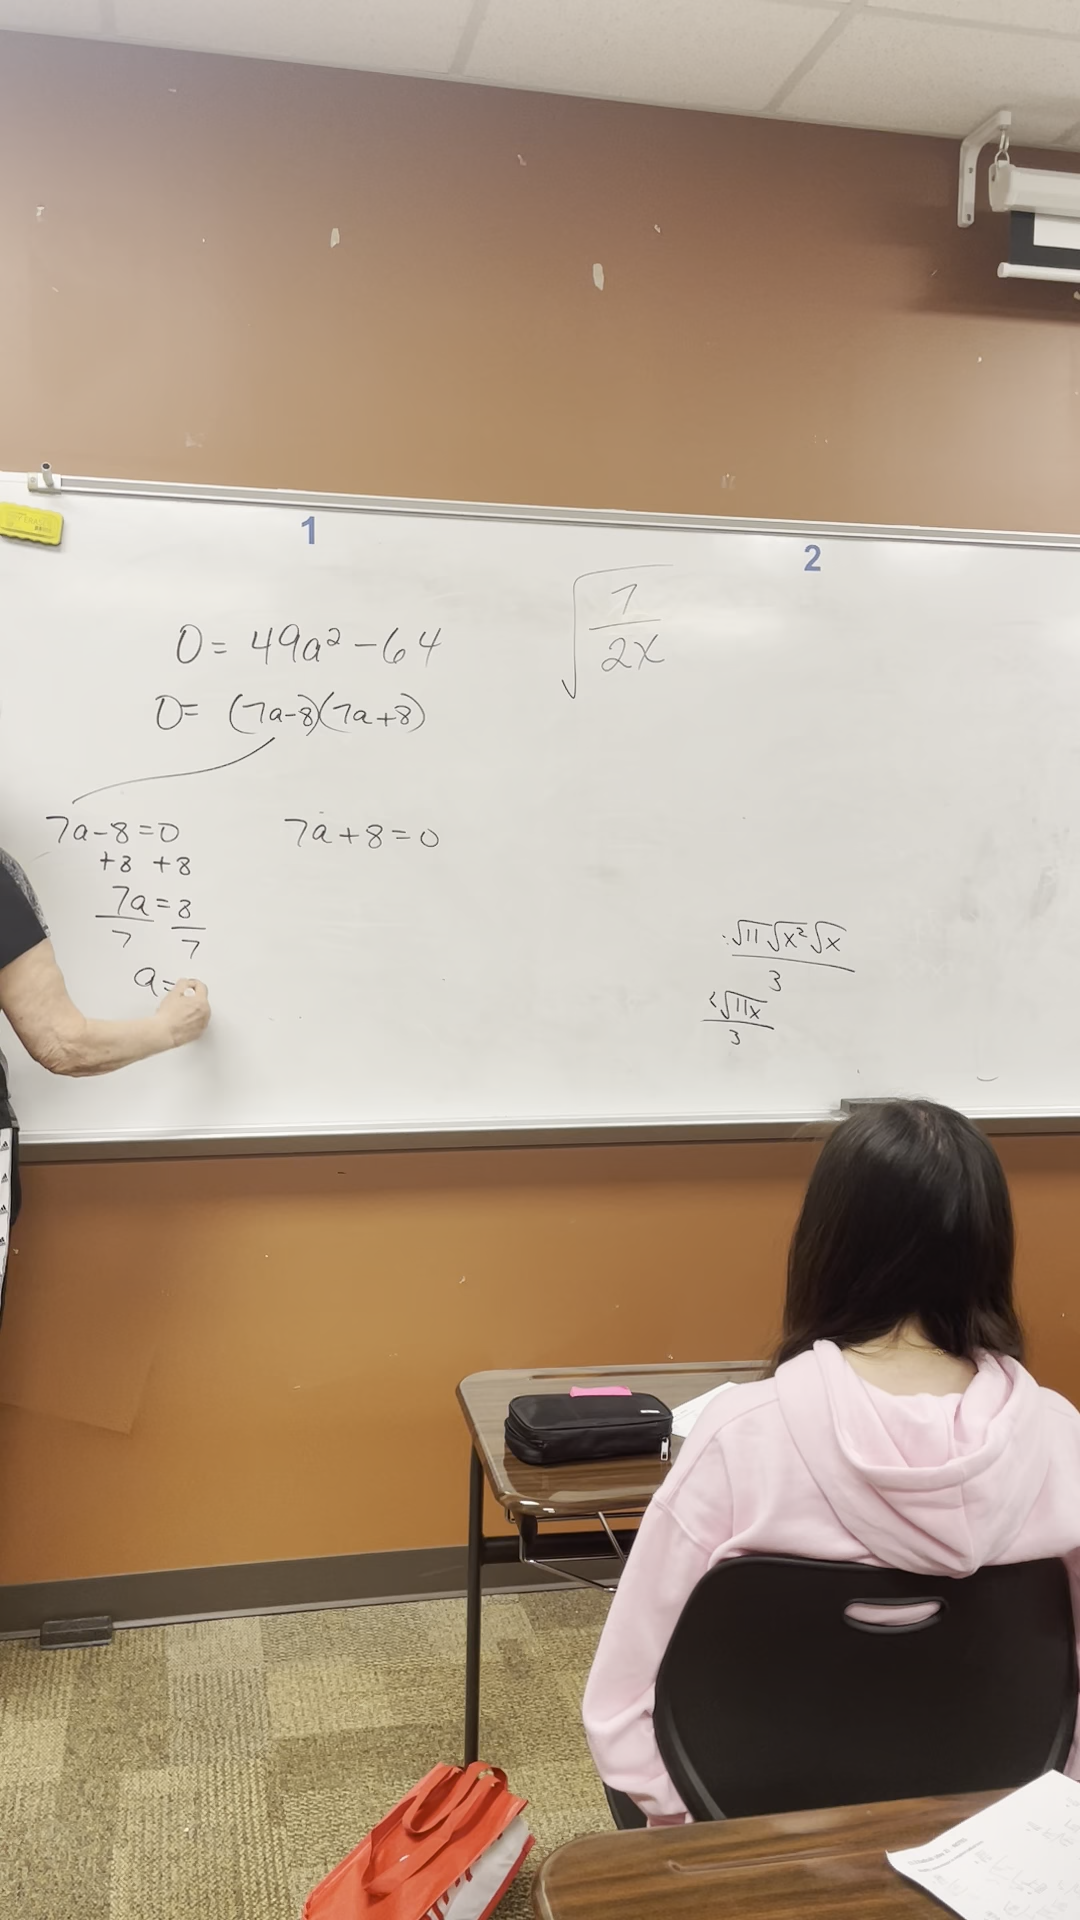 1
2
0 = 49a² - 64
0 = (7a-8)(7a+8)
7a-8=0
+8 +8
7a = 8
7 7
a =
7a+8=0
√7/2x
√11 √x² √x
3
√11x
3